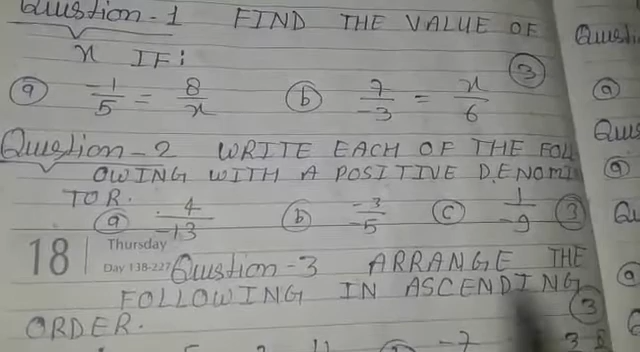 Question-1 FIND THE VALUE OF
x IF:
(a) -1/5 = 8/x (b) 7/-3 = x/6 (3)
Question-2 WRITE EACH OF THE FOLL
OWING WITH A POSITIVE DENOMI
TOR.
(a) 4/-13 (b) -3/-5 (c) 1/-9 (3)
18 Thursday
Day 138-227 Question-3 ARRANGE THE
FOLLOWING IN ASCENDING
ORDER. (3)